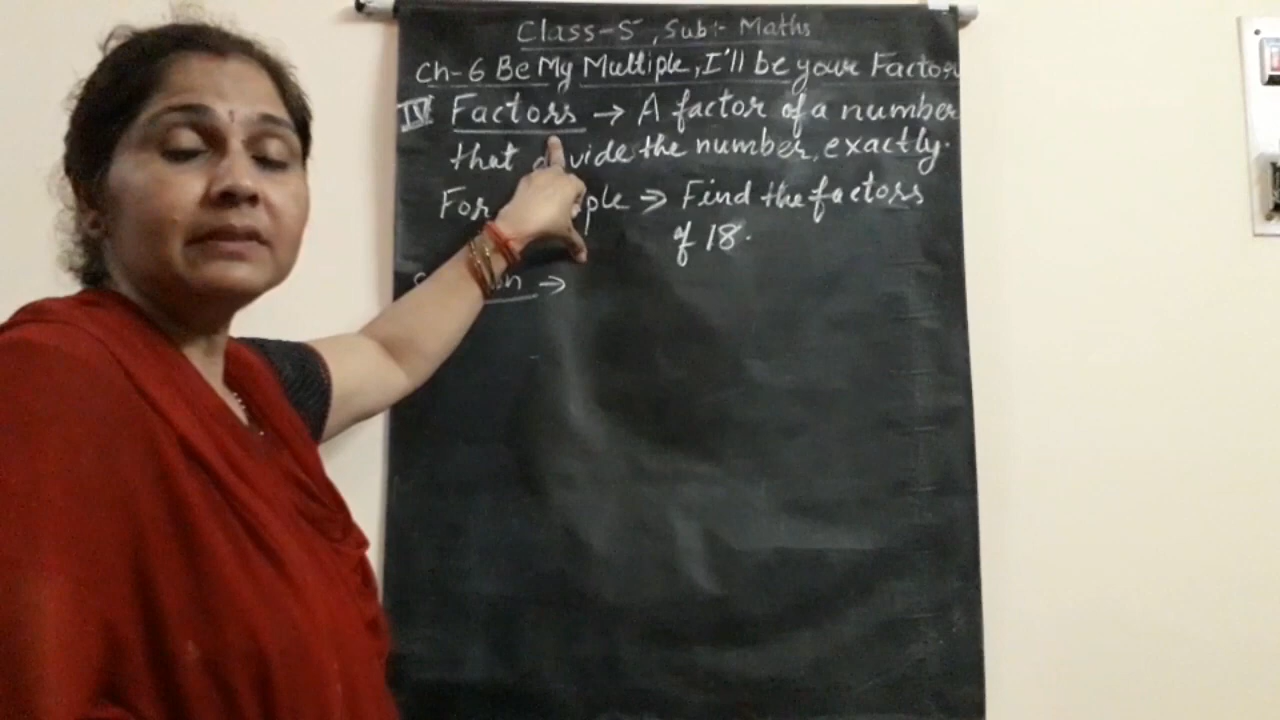 Class-5, Sub:- Maths
Ch-6 Be My Multiple, I'll be your Factor
IV Factors → A factor of a number
that divide the number, exactly.
For ple ⇒ Find the factors
of 18.
→